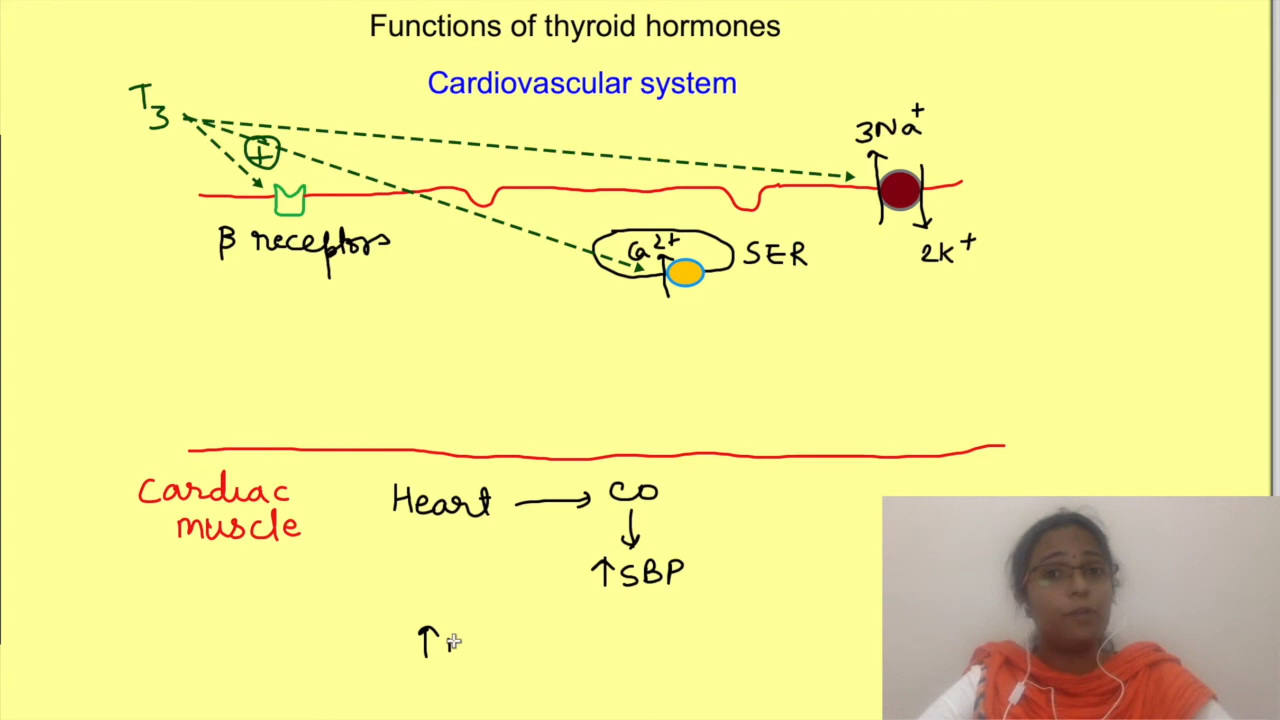 Functions of thyroid hormones
Cardiovascular system
T3
+
3Na+
β receptors
Ca2+
SER
2K+
Cardiac
muscle
Heart → CO
↓
↑SBP
↑